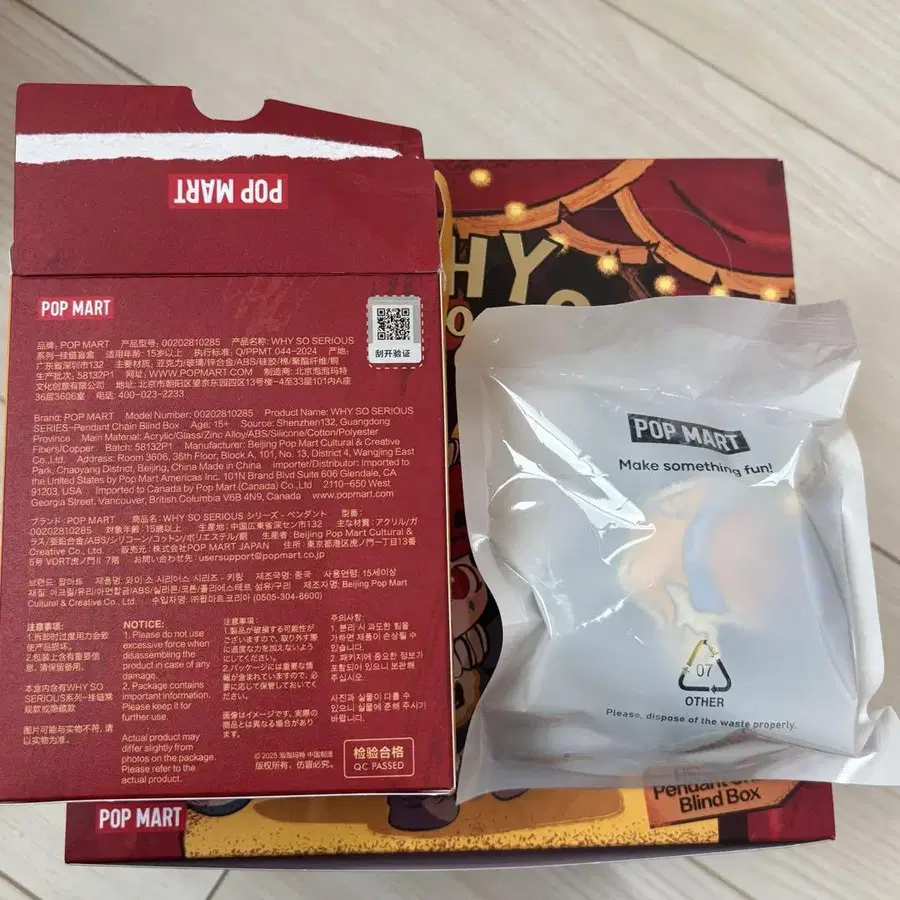 POP MART
POP MART
刮开验证
品牌: POP MART 产品型号: 00202810285 产品名称: WHY SO SERIOUS
系列-挂链盲盒 适用年龄: 15岁以上 执行标准: Q/PPMT 044-2024 产地:
广东省深圳市132 主要材质: 亚克力/玻璃/锌合金/ABS/硅胶/棉/聚酯纤维/铜
生产批次: 58132P1 网址: WWW.POPMART.COM 制造商: 北京泡泡玛特
文化创意有限公司 地址: 北京市朝阳区望京东园四区13号楼-4至33层101内A座
36层3606室 电话: 400-023-2233
Brand: POP MART Model Number: 00202810285 Product Name: WHY SO SERIOUS
SERIES-Pendant Chain Blind Box Age: 15+ Source: Shenzhen132, Guangdong
Province Main Material: Acrylic/Glass/Zinc Alloy/ABS/Silicone/Cotton/Polyester
Fibers/Copper Batch: 58132P1 Manufacturer: Beijing Pop Mart Cultural & Creative
Co.,Ltd. Address: Room 3606, 36th Floor, Block A, 101, No. 13, District 4, Wangjing East
Park, Chaoyang District, Beijing, China Made in China Importer/Distributor: Imported to
the United States by Pop Mart Americas Inc. 101N Brand Blvd Suite 606 Glendale, CA
91203, USA Imported to Canada by Pop Mart (Canada) Co., Ltd 2110-650 West
Georgia Street, Vancouver, British Columbia V6B 4N9, Canada www.popmart.com
ブランド: POP MART 商品名: WHY SO SERIOUS シリーズ - ペンダント 型番:
00202810285 対象年齢: 15歳以上 生産地: 中国広東省深セン市132 主な材質: アクリル/ガ
ラス/亜鉛合金/ABS/シリコーン/コットン/ポリエステル/銅 生産者: Beijing Pop Mart Cultural &
Creative Co., Ltd. 販売元: 株式会社POP MART JAPAN 住所: 東京都港区虎ノ門一丁目13番
5号 VORT虎ノ門II 7階 お問い合わせ先: usersupport@popmart.co.jp
브랜드: 팝마트 제품명: 와이 소 시리어스 시리즈 - 키링 제조국명: 중국 사용연령: 15세이상
재질: 아크릴/유리/아연합금/ABS/실리콘/코튼/폴리에스테르 섬유/구리 제조자명: Beijing Pop Mart
Cultural & Creative Co., Ltd. 수입자명: ㈜팝마트코리아 (0505-304-6600)
注意事项:
1.拆卸时过度用力会致
使产品损坏。
2.包装上含有重要信
息, 请保留备用。
本盒内含有WHY SO
SERIOUS系列-挂链常
规款或隐藏款
图片可能与实物不符, 请
以实物为准。
NOTICE:
1. Please do not use
excessive force when
disassembling the
product in case of any
damage.
2. Package contains
important information.
Please keep it for
further use.
Actual product may
differ slightly from
photos on the package.
Please refer to the
actual product.
注意事項:
1.製品が破損する可能性が
ございますので、取り外す際
に過度な力を加えないよう
にしてください。
2.パッケージには重要な情
報が含まれていますので、必
要に応じて保管しておいてく
ださい。
画像はイメージです。実際の
商品とは異なる場合があり
ます。
주의사항:
1. 분리 시 과도한 힘을
가하면 제품이 손상될 수
있습니다.
2. 패키지에 중요한 정보가
포함되어 있으니 보관해
주십시오.
사진과 실물이 다를 수
있으니 실물에 준해 주시기
바랍니다.
© 2025 泡泡玛特 中国制造
版权所有, 仿冒必究。
检验合格
QC PASSED
HY
POP MART
Make something fun!
07
OTHER
Please, dispose of the waste properly.
POP MART
Pendant
Blind Box